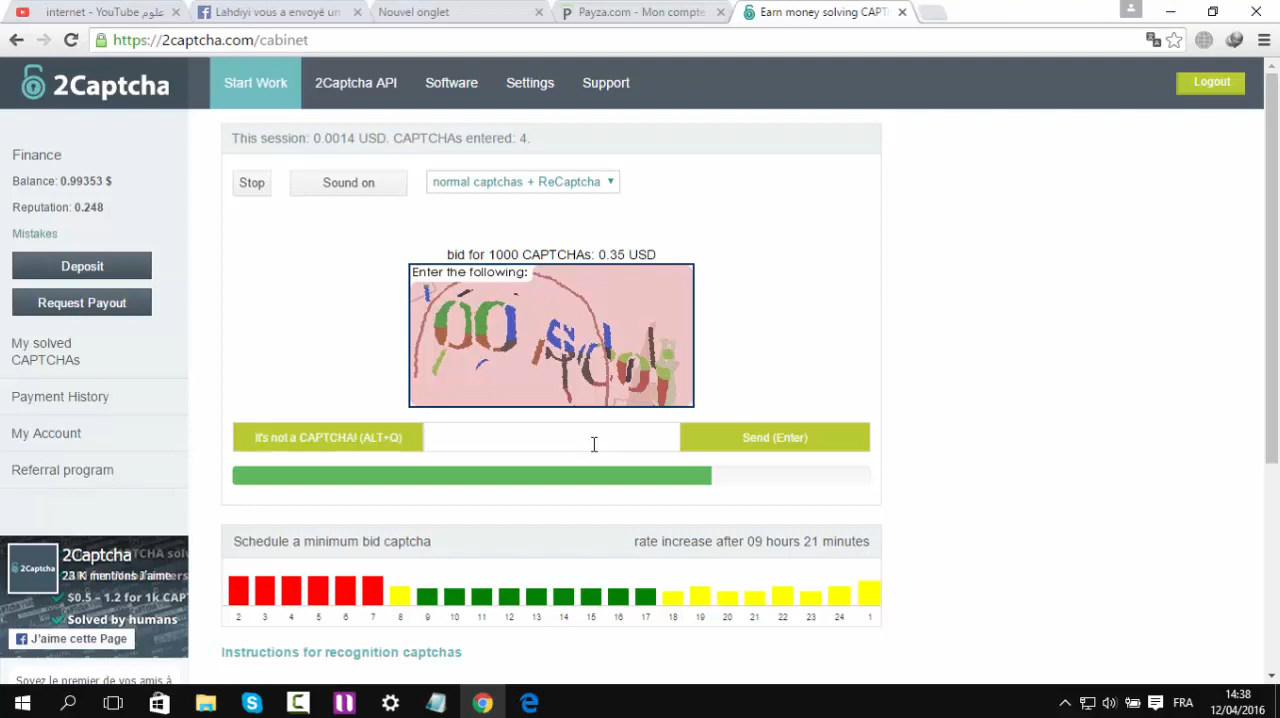 internet - YouTube علوم
Lahdiyi vous a envoyé un
Nouvel onglet
Payza.com - Mon compte
Earn money solving CAPT
https://2captcha.com/cabinet
2Captcha
Start Work
2Captcha API
Software
Settings
Support
Logout
Finance
Balance: 0.99353 $
Reputation: 0.248
Mistakes
Deposit
Request Payout
My solved
CAPTCHAs
Payment History
My Account
Referral program
This session: 0.0014 USD. CAPTCHAs entered: 4.
Stop
Sound on
normal captchas + ReCaptcha
bid for 1000 CAPTCHAs: 0.35 USD
Enter the following:
It's not a CAPTCHA! (ALT+Q)
Send (Enter)
Schedule a minimum bid captcha
rate increase after 09 hours 21 minutes
2 3 4 5 6 7 8 9 10 11 12 13 14 15 16 17 18 19 20 21 22 23 24 1
Instructions for recognition captchas
2Captcha
2Captcha
J'aime
$0.5 - 1.2 for 1k CAP
Solved by humans
J'aime cette Page
Soyez le premier de vos amis à
FRA
14:38
12/04/2016